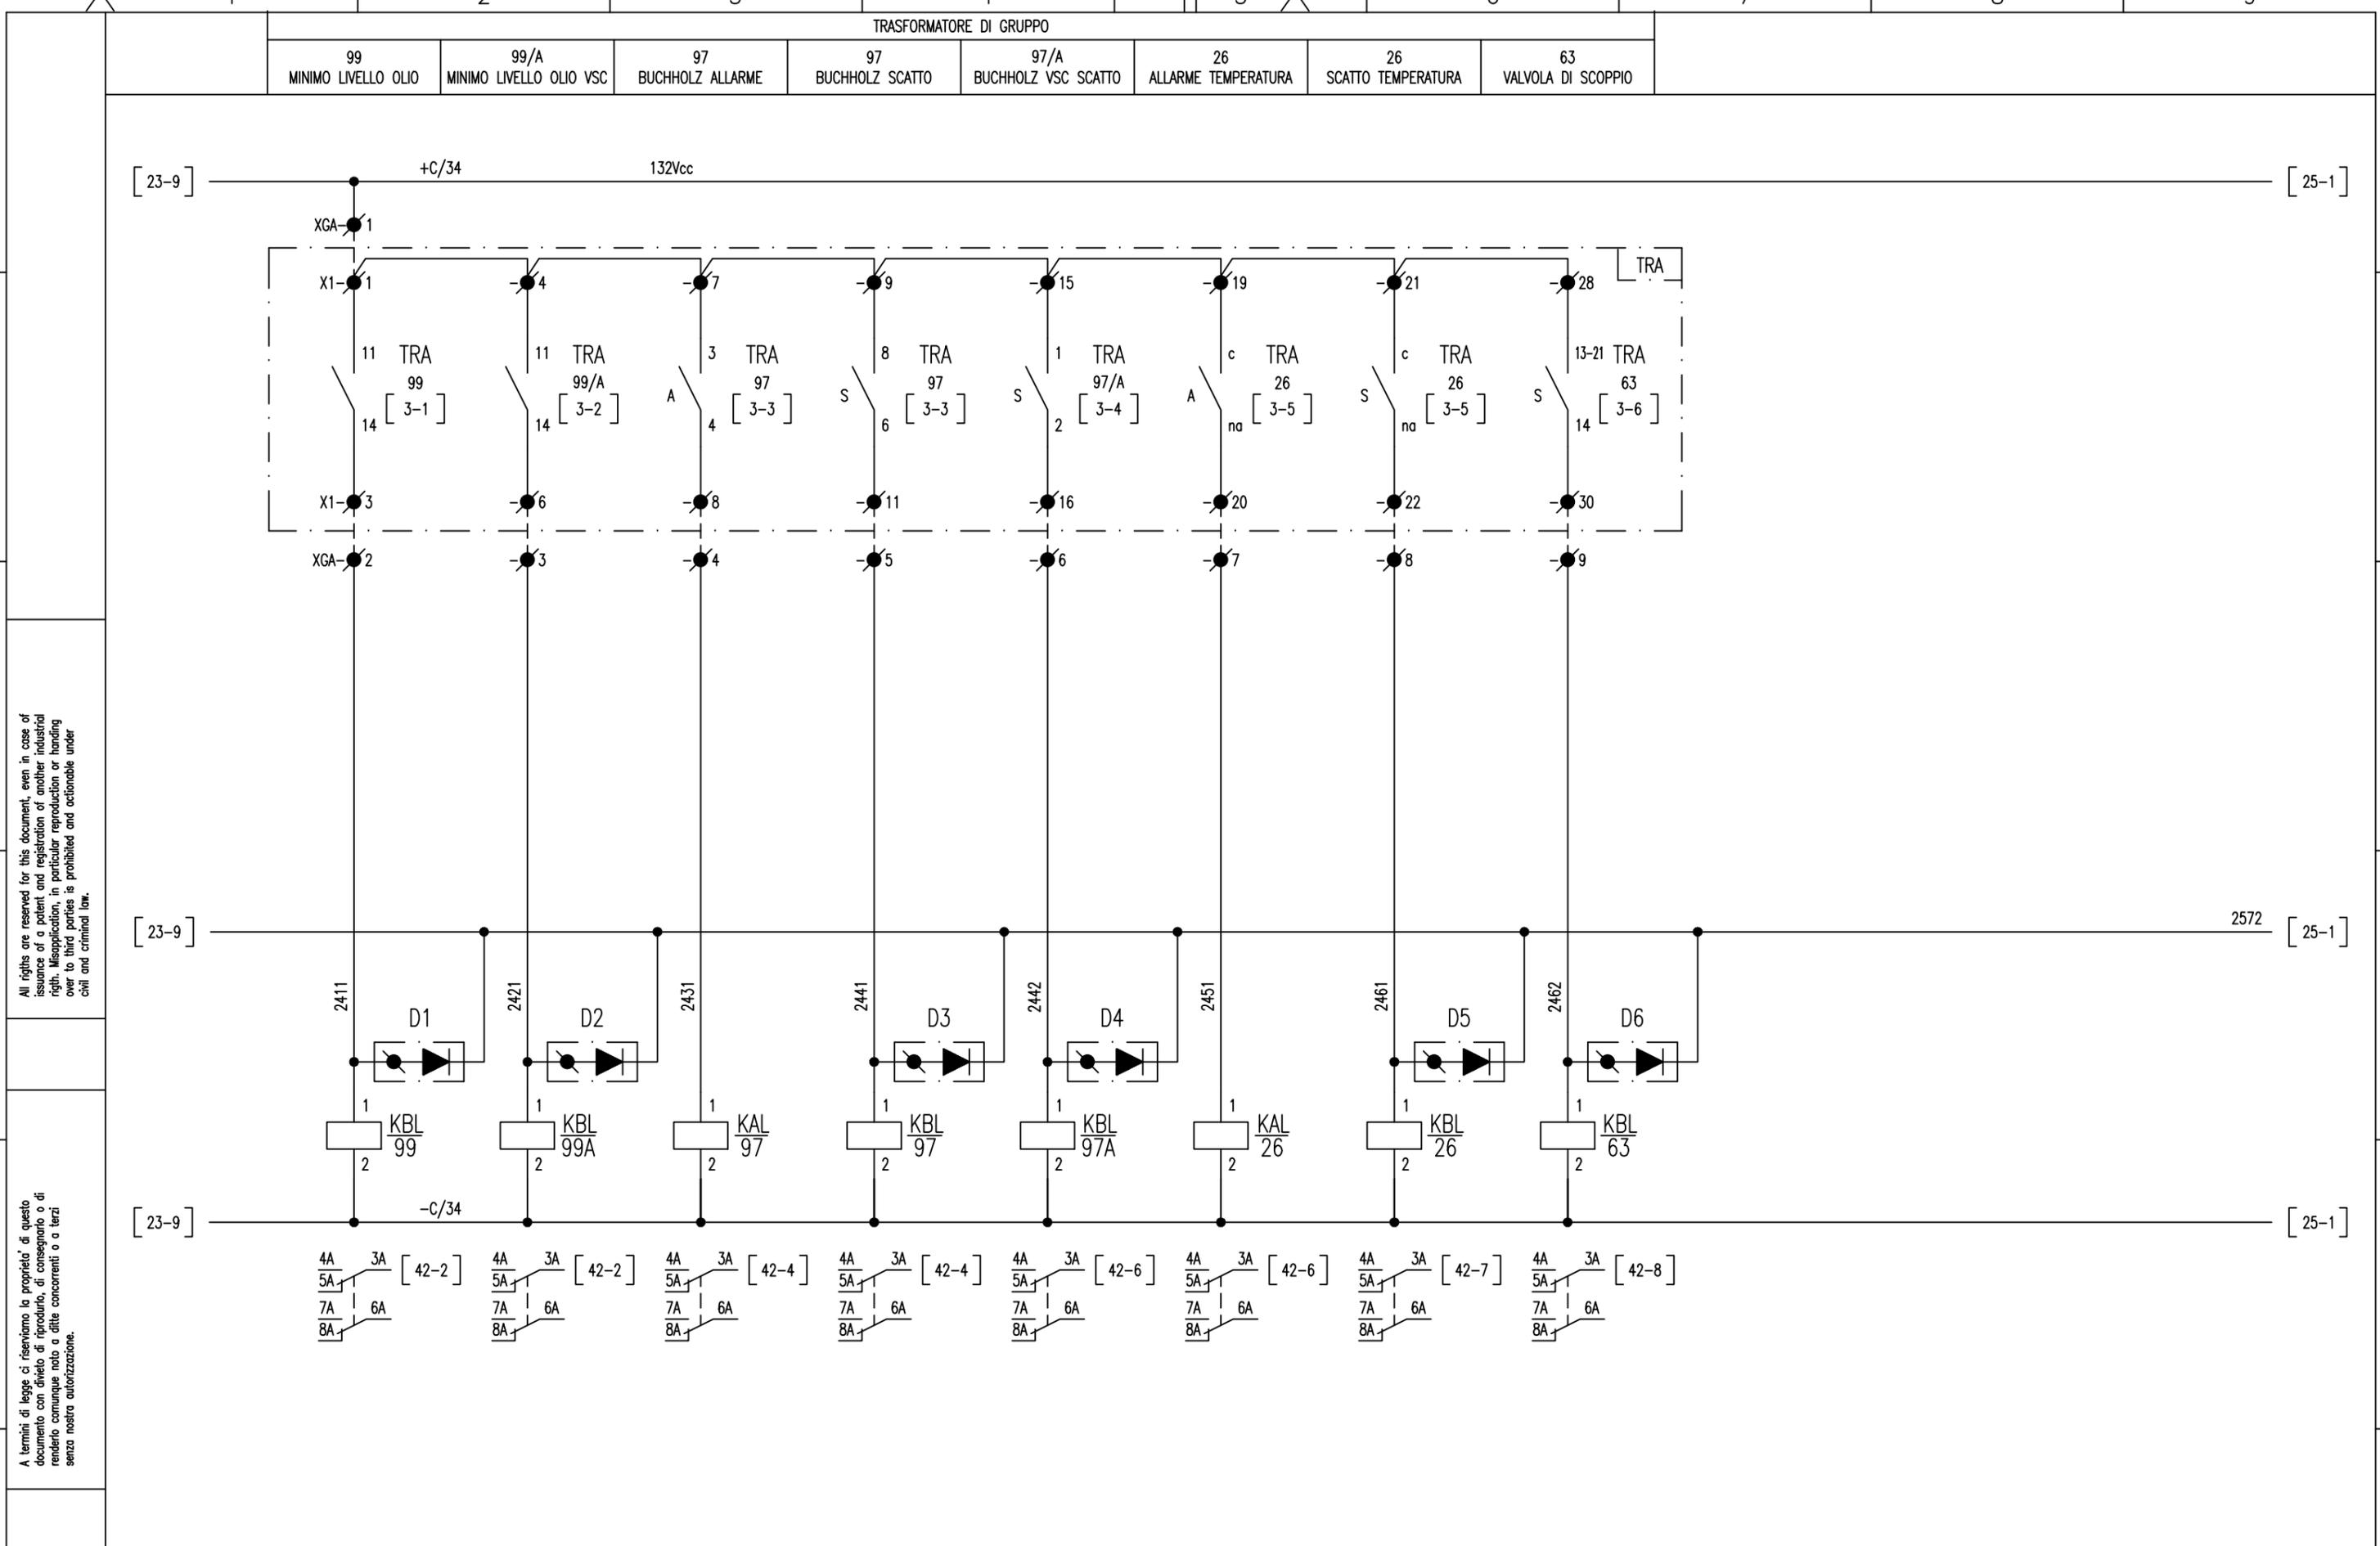 TRASFORMATORE DI GRUPPO
99 99/A 97 97 97/A 26 26 63
MINIMO LIVELLO OLIO MINIMO LIVELLO OLIO VSC BUCHHOLZ ALLARME BUCHHOLZ SCATTO BUCHHOLZ VSC SCATTO ALLARME TEMPERATURA SCATTO TEMPERATURA VALVOLA DI SCOPPIO
+C/34 132Vcc
23-9 25-1
XGA- 1
TRA
X1- 1 - 4 - 7 - 9 - 15 - 19 - 21 - 28
11 TRA 11 TRA 3 TRA 8 TRA 1 TRA c TRA c TRA 13-21 TRA
99 99/A 97 97 97/A 26 26 63
A S S A S S
3-1 3-2 3-3 3-3 3-4 3-5 3-5 3-6
14 14 4 6 2 na na 14
X1- 3 - 6 - 8 - 11 - 16 - 20 - 22 - 30
XGA- 2 - 3 - 4 - 5 - 6 - 7 - 8 - 9
2572
23-9 25-1
2411 2421 2431 2441 2442 2451 2461 2462
D1 D2 D3 D4 D5 D6
1 1 1 1 1 1 1 1
KBL KBL KAL KBL KBL KAL KBL KBL
99 99A 97 97 97A 26 26 63
2 2 2 2 2 2 2 2
-C/34
23-9 25-1
4A 3A 4A 3A 4A 3A 4A 3A 4A 3A 4A 3A 4A 3A 4A 3A
42-2 42-2 42-4 42-4 42-6 42-6 42-7 42-8
5A 5A 5A 5A 5A 5A 5A 5A
7A 6A 7A 6A 7A 6A 7A 6A 7A 6A 7A 6A 7A 6A 7A 6A
8A 8A 8A 8A 8A 8A 8A 8A
All rigths are reserved for this document, even in case of
issuance of a patent and registration of another industrial
rigth. Misapplication, in particular reproduction or handing
over to third parties is prohibited and actionable under
civil and criminal law.
A termini di legge ci riserviamo la proprieta' di questo
documento con divieto di riprodurlo, di consegnarlo o di
renderlo comunque noto a ditte concorrenti o a terzi
senza nostra autorizzazione.